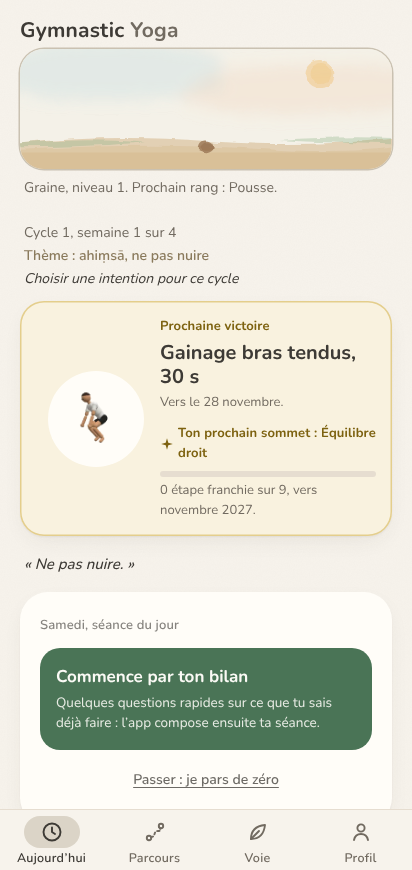 Gymnastic Yoga
Graine, niveau 1. Prochain rang : Pousse.
Cycle 1, semaine 1 sur 4
Thème : ahiṃsā, ne pas nuire
Choisir une intention pour ce cycle
Prochaine victoire
Gainage bras tendus,
30 s
Vers le 28 novembre.
Ton prochain sommet : Équilibre
droit
0 étape franchie sur 9, vers
novembre 2027.
« Ne pas nuire. »
Samedi, séance du jour
Commence par ton bilan
Quelques questions rapides sur ce que tu sais
déjà faire : l’app compose ensuite ta séance.
Passer : je pars de zéro
Aujourd’hui
Parcours
Voie
Profil